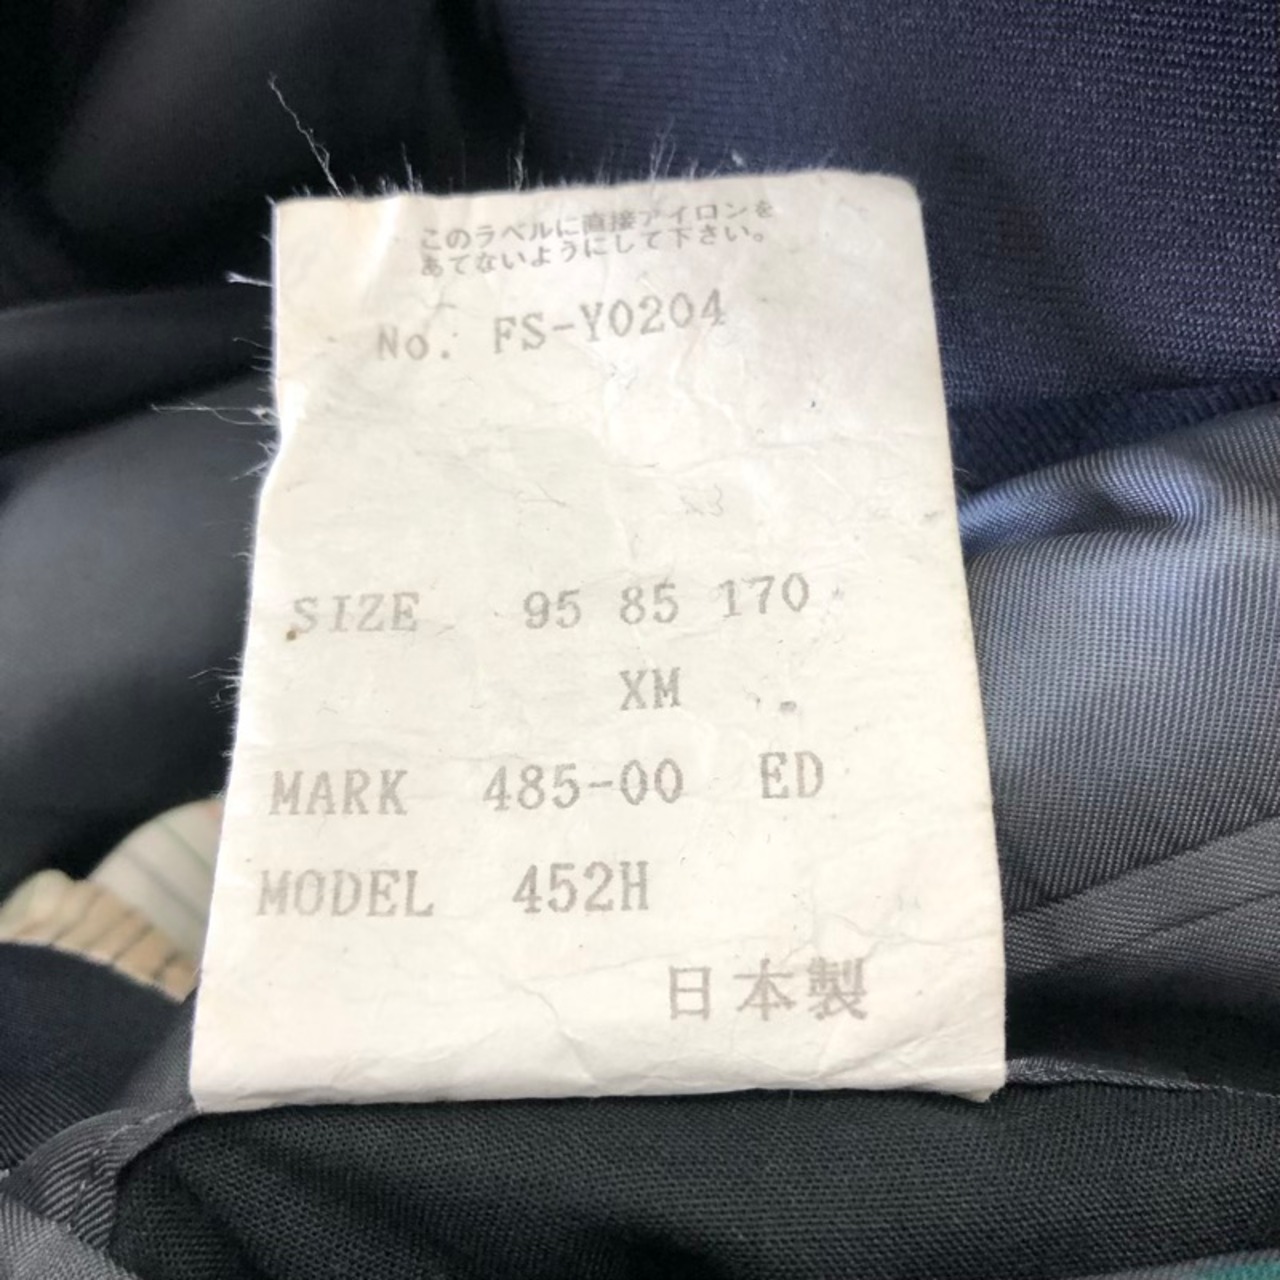 このラベルに直接アイロンを
あてないようにして下さい。
No. FS-Y0204
SIZE 95 85 170
XM
MARK 485-00 ED
MODEL 452H
日本製